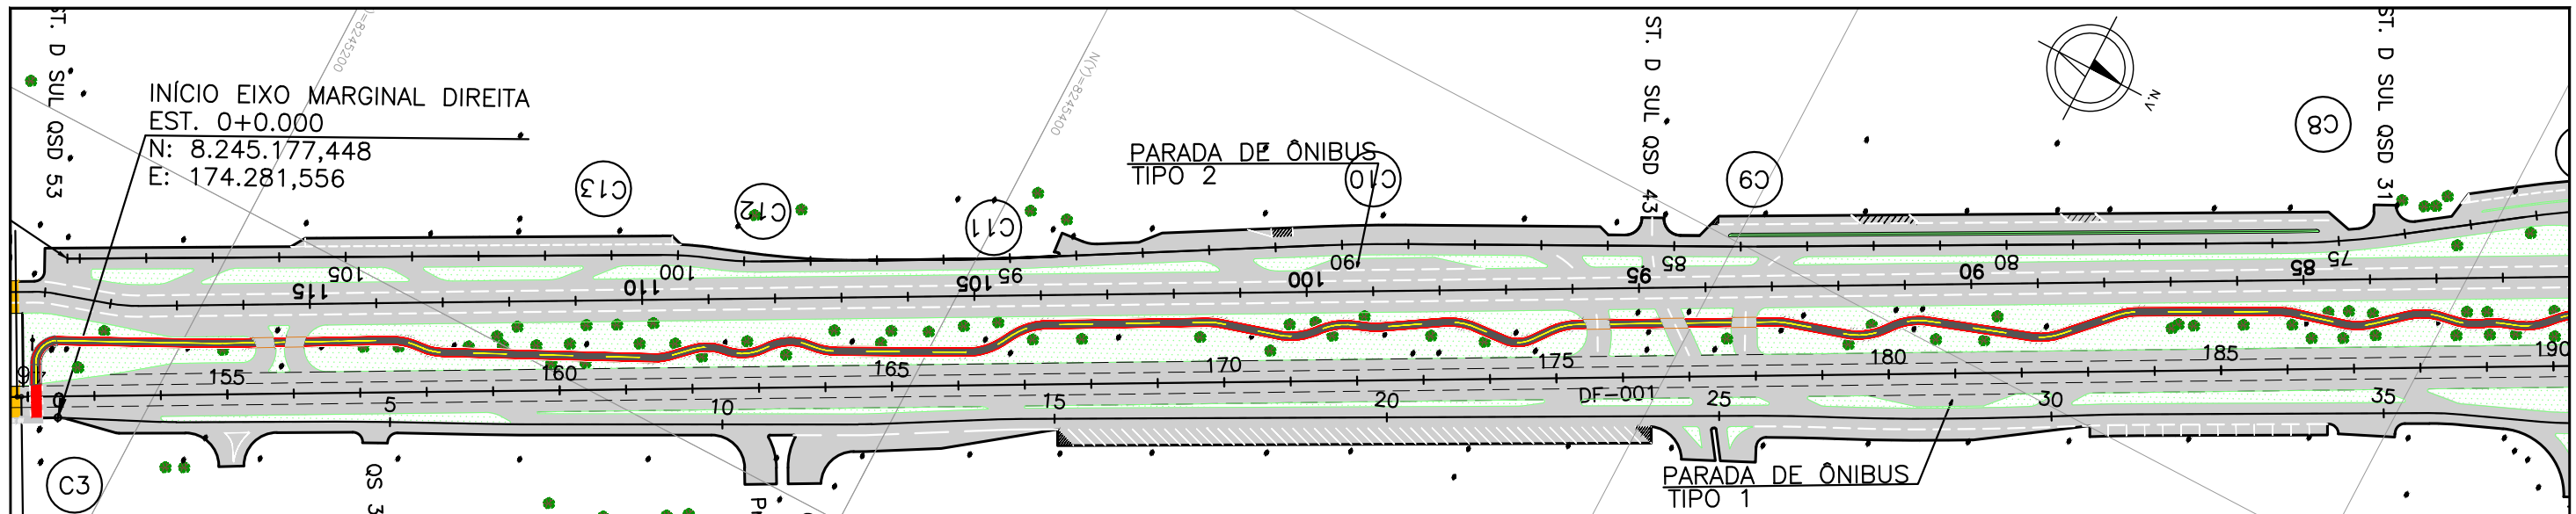 ST. D SUL QSD 53
)=8245200
INÍCIO EIXO MARGINAL DIREITA
EST. 0+0.000
N: 8.245.177,448
E: 174.281,556
N(Y)=8245400
PARADA DE ÔNIBUS
TIPO 2
ST. D SUL QSD 43
ST. D SUL QSD 31
N.V
C13
C12
C11
C10
C9
C8
105
100
95
90
85
80
75
115
110
105
100
95
90
85
155
160
165
170
175
180
185
190
DF-001
0
5
10
15
20
25
30
35
C3
QS 3
PARADA DE ÔNIBUS
TIPO 1